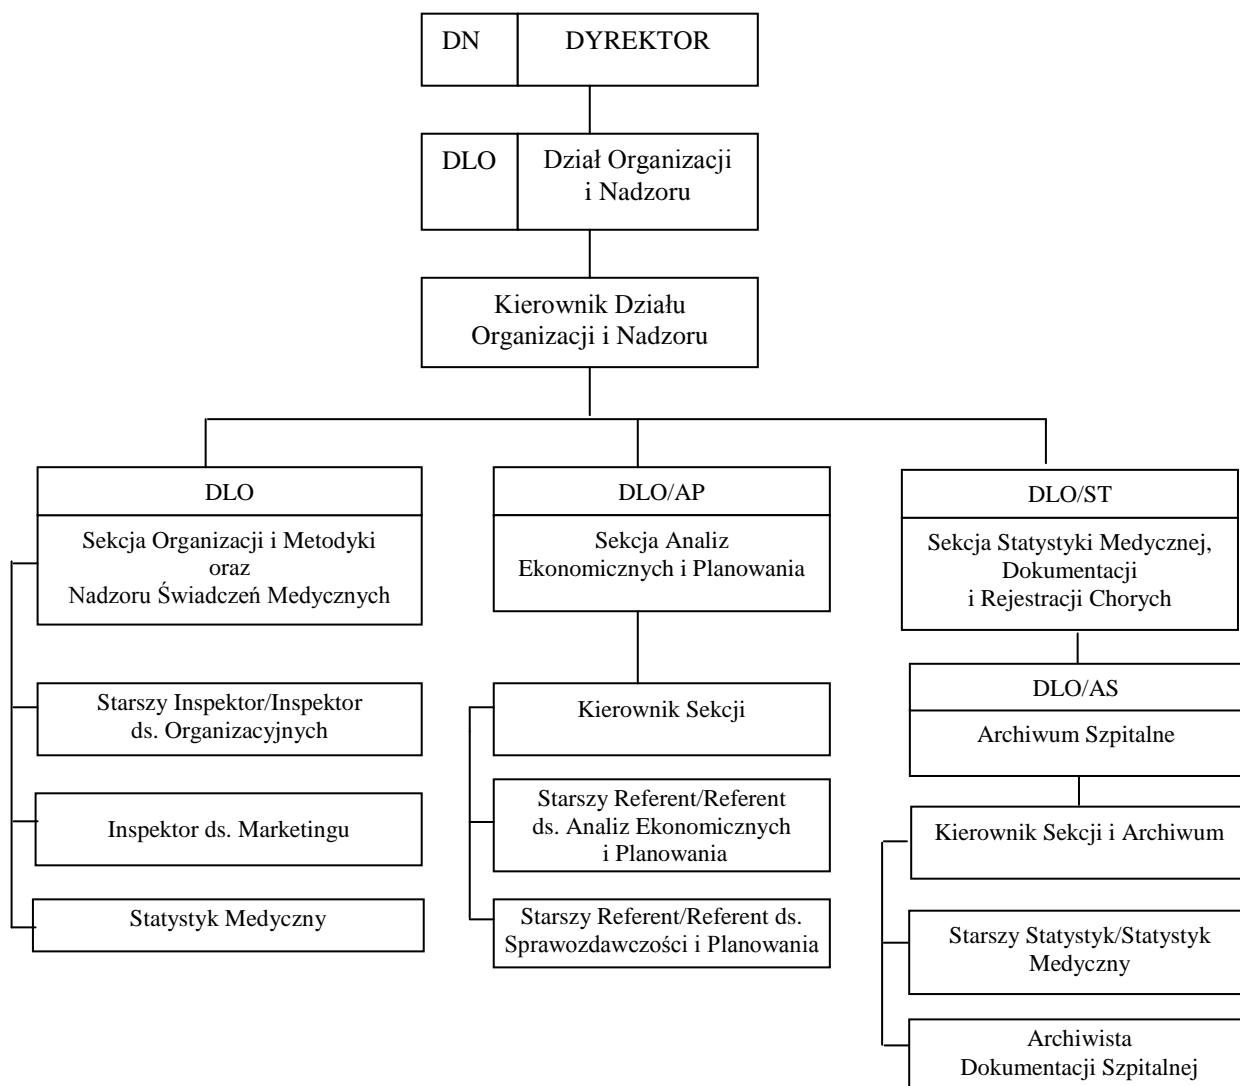 DN
DYREKTOR
DLO
Dział Organizacji
i Nadzoru
Kierownik Działu
Organizacji i Nadzoru
DLO
Sekcja Organizacji i Metodyki
oraz
Nadzoru Świadczeń Medycznych
Starszy Inspektor/Inspektor
ds. Organizacyjnych
Inspektor ds. Marketingu
Statystyk Medyczny
DLO/AP
Sekcja Analiz
Ekonomicznych i Planowania
Kierownik Sekcji
Starszy Referent/Referent
ds. Analiz Ekonomicznych
i Planowania
Starszy Referent/Referent ds.
Sprawozdawczości i Planowania
DLO/ST
Sekcja Statystyki Medycznej,
Dokumentacji
i Rejestracji Chorych
DLO/AS
Archiwum Szpitalne
Kierownik Sekcji i Archiwum
Starszy Statystyk/Statystyk
Medyczny
Archiwista
Dokumentacji Szpitalnej